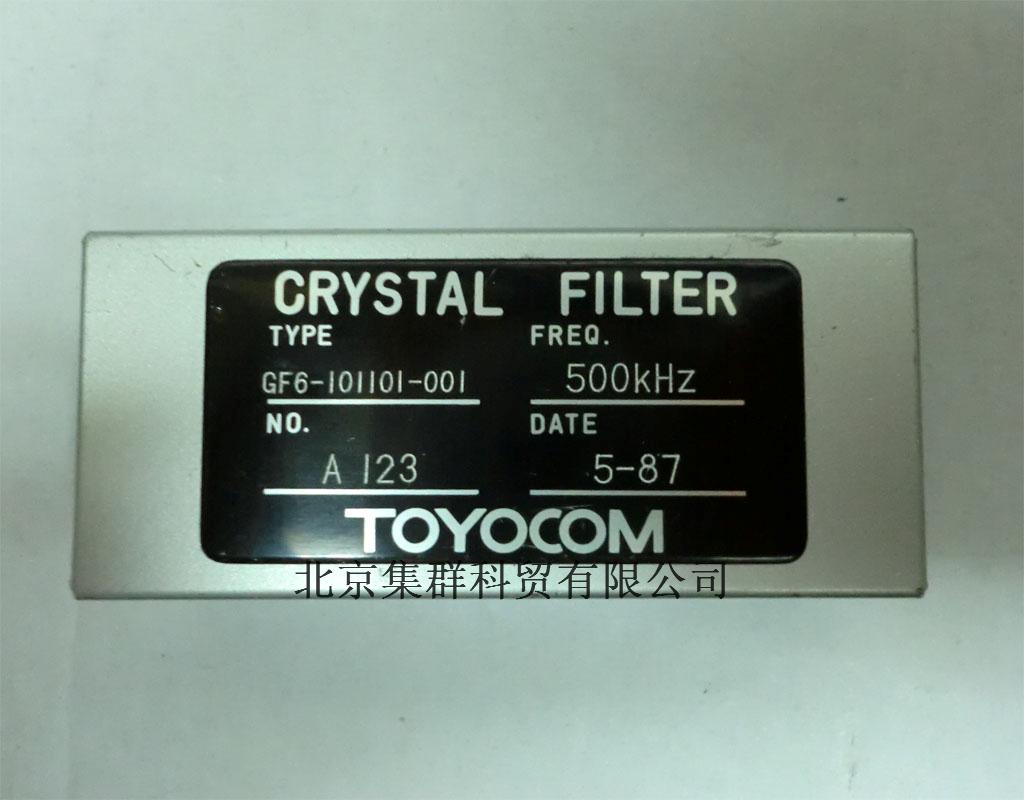 CRYSTAL FILTER
TYPE FREQ.
GF6-101101-001 500kHz
NO. DATE
A 123 5-87
TOYOCOM
北京集群科贸有限公司